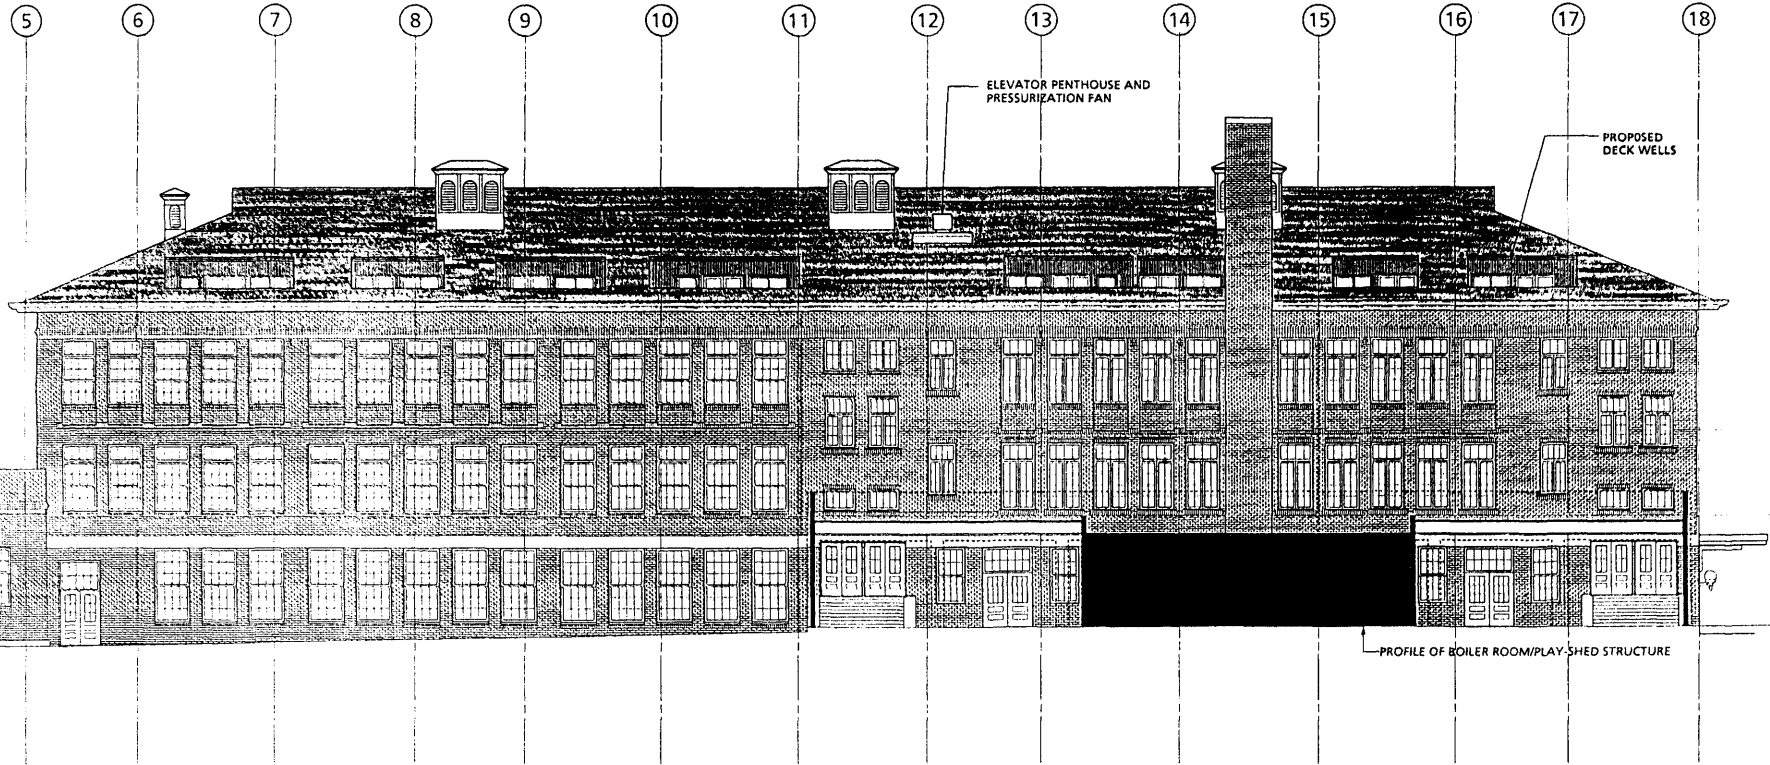 5 6 7 8 9 10 11 12 13 14 15 16 17 18
ELEVATOR PENTHOUSE AND
PRESSURIZATION FAN
PROPOSED
DECK WELLS
PROFILE OF BOILER ROOM/PLAY-SHED STRUCTURE